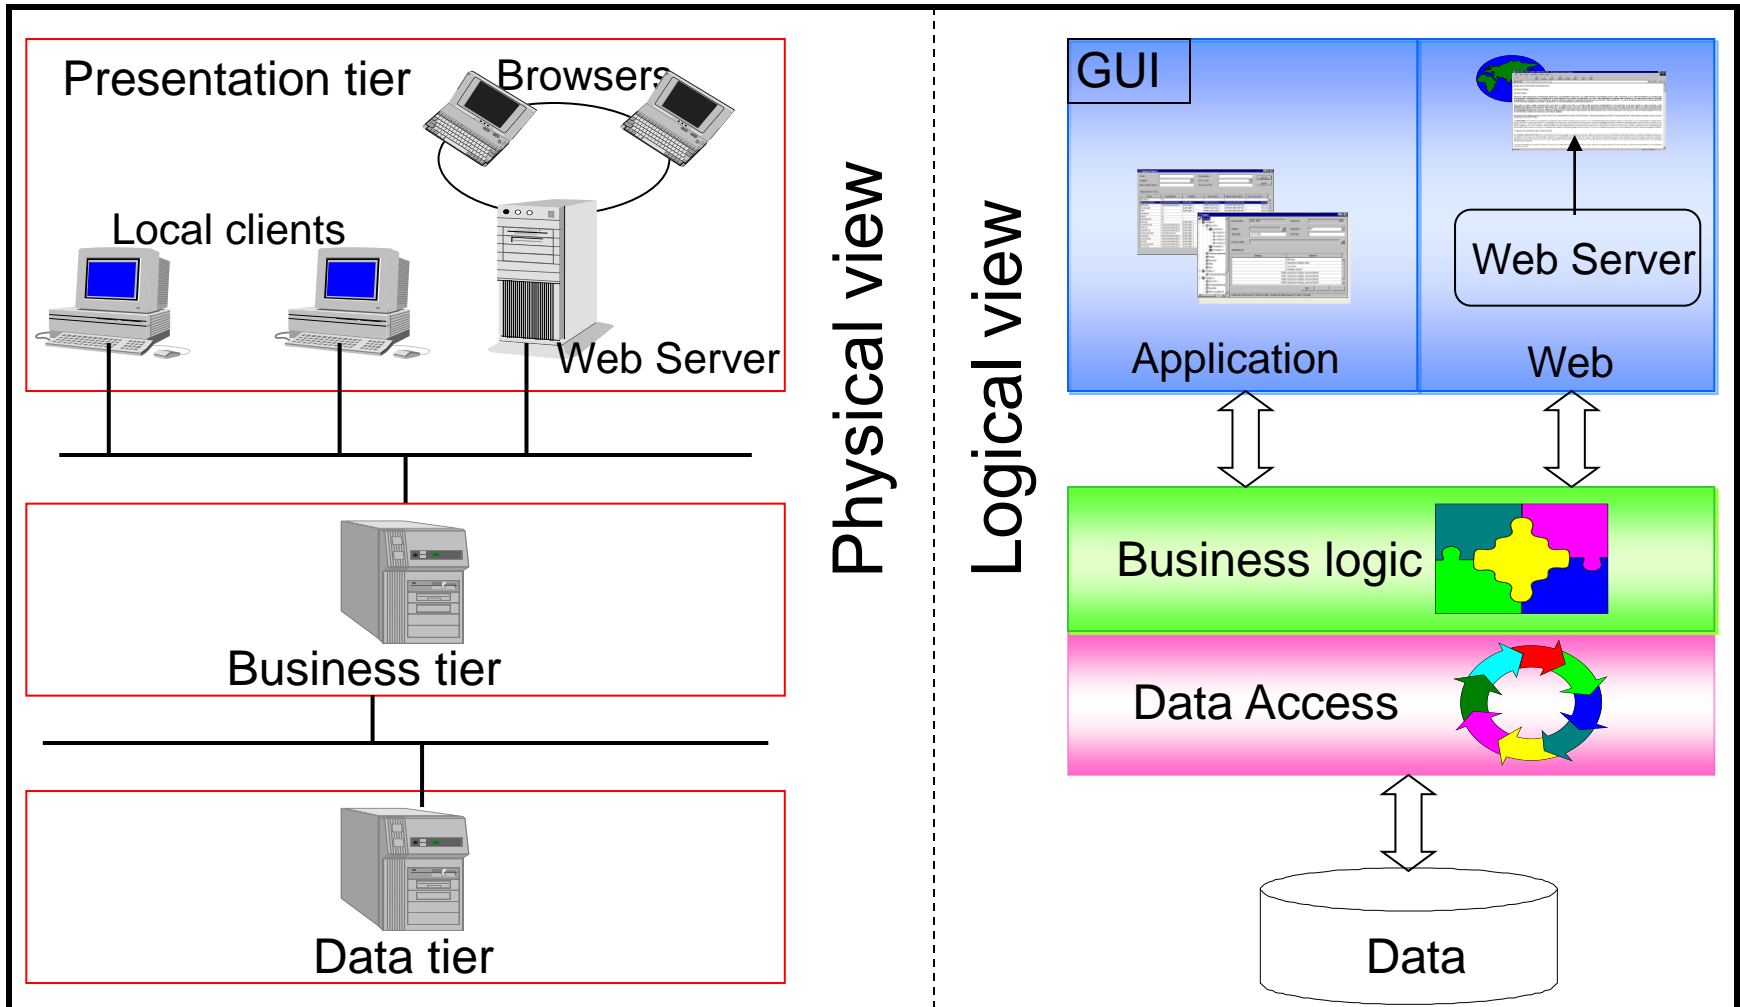 Presentation tier
Browsers
Local clients
Web Server
Business tier
Data tier
Physical view
Logical view
GUI
Web Server
Application
Web
Business logic
Data Access
Data